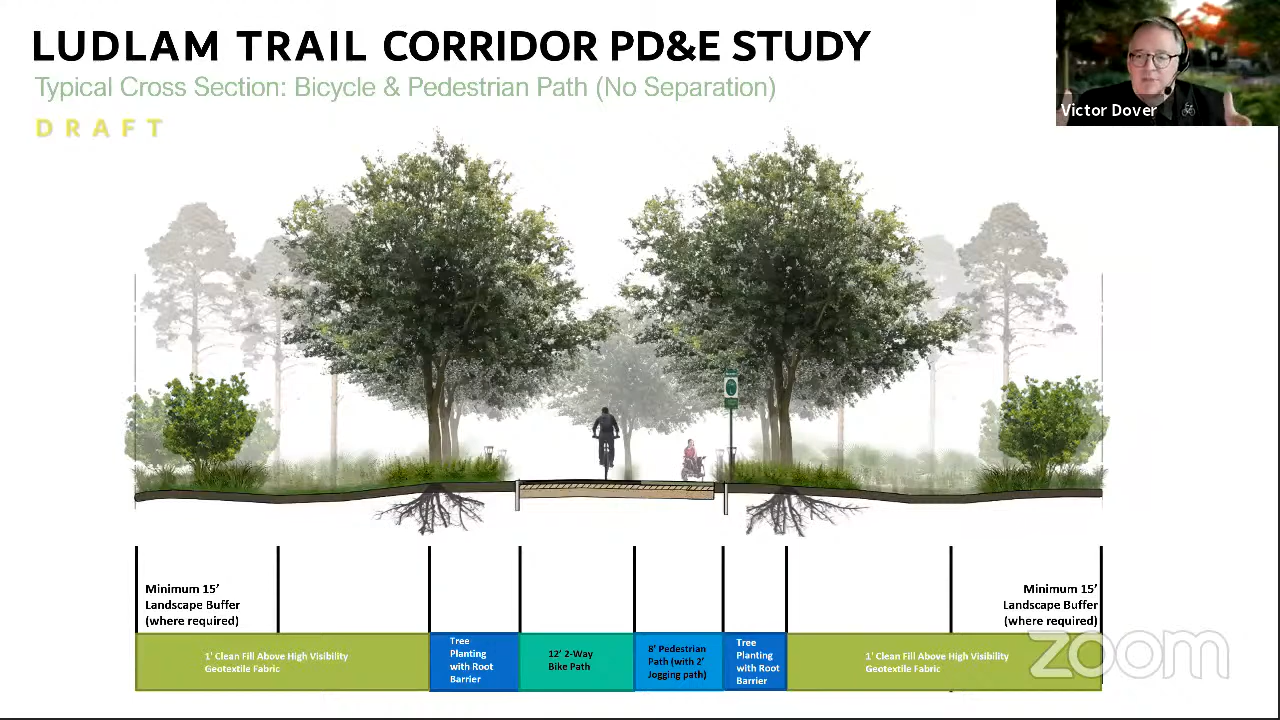 LUDLAM TRAIL CORRIDOR PD&E STUDY
Typical Cross Section: Bicycle & Pedestrian Path (No Separation)
DRAFT
Victor Dover
Minimum 15'
Landscape Buffer
(where required)
Minimum 15'
Landscape Buffer
(where required)
1' Clean Fill Above High Visibility
Geotextile Fabric
Tree
Planting
with Root
Barrier
12' 2-Way
Bike Path
8' Pedestrian
Path (with 2'
Jogging path)
Tree
Planting
with Root
Barrier
1' Clean Fill Above High Visibility
Geotextile Fabric
zoom